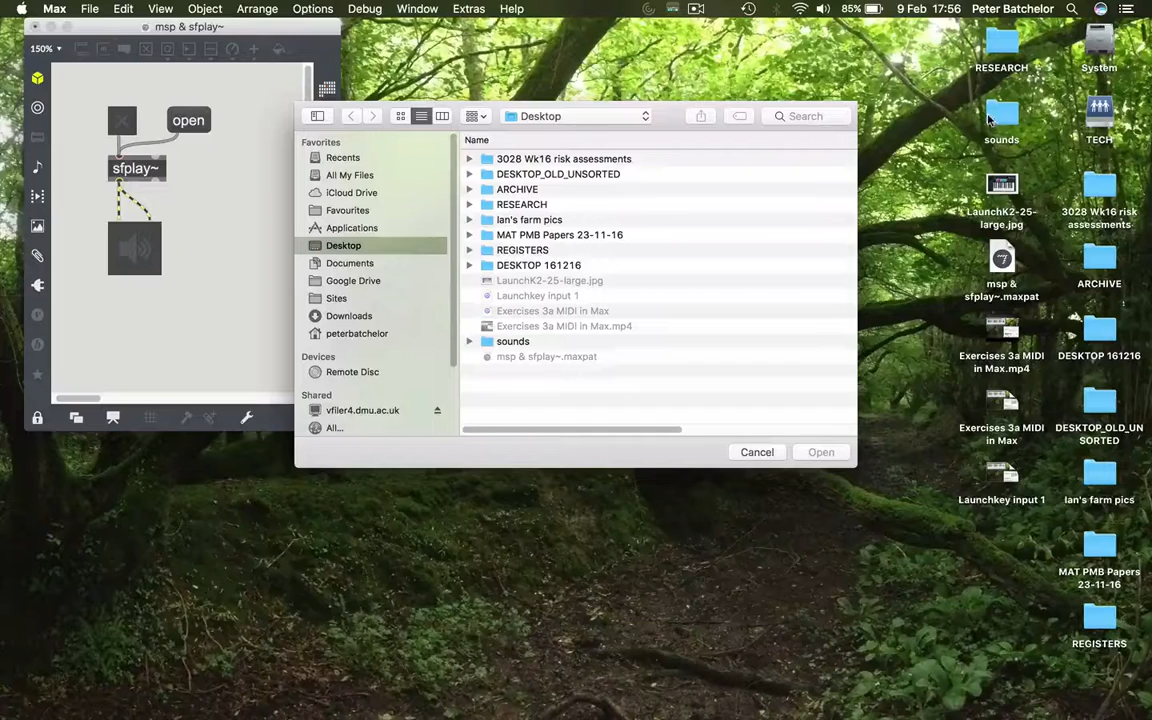 Max File Edit View Object Arrange Options Debug Window Extras Help
85% 9 Feb 17:56 Peter Batchelor
msp & sfplay~
150%
open
sfplay~
Desktop
Search
Favorites
Recents
All My Files
iCloud Drive
Favourites
Applications
Desktop
Documents
Google Drive
Sites
Downloads
peterbatchelor
Devices
Remote Disc
Shared
vfiler4.dmu.ac.uk
All...
Name
3028 Wk16 risk assessments
DESKTOP_OLD_UNSORTED
ARCHIVE
RESEARCH
Ian's farm pics
MAT PMB Papers 23-11-16
REGISTERS
DESKTOP 161216
LaunchK2-25-large.jpg
Launchkey input 1
Exercises 3a MIDI in Max
Exercises 3a MIDI in Max.mp4
sounds
msp & sfplay~.maxpat
Cancel
Open
RESEARCH
System
sounds
TECH
LaunchK2-25-
large.jpg
3028 Wk16 risk
assessments
msp &
sfplay~.maxpat
ARCHIVE
Exercises 3a MIDI
in Max.mp4
DESKTOP 161216
Exercises 3a MIDI
in Max
DESKTOP_OLD_UN
SORTED
Launchkey input 1
Ian's farm pics
MAT PMB Papers
23-11-16
REGISTERS